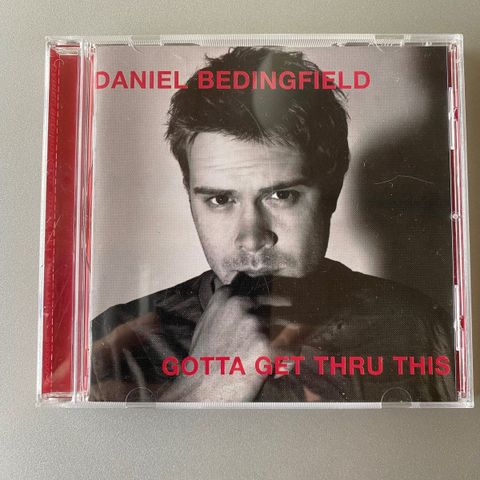 DANIEL BEDINGFIELD
GOTTA GET THRU THIS